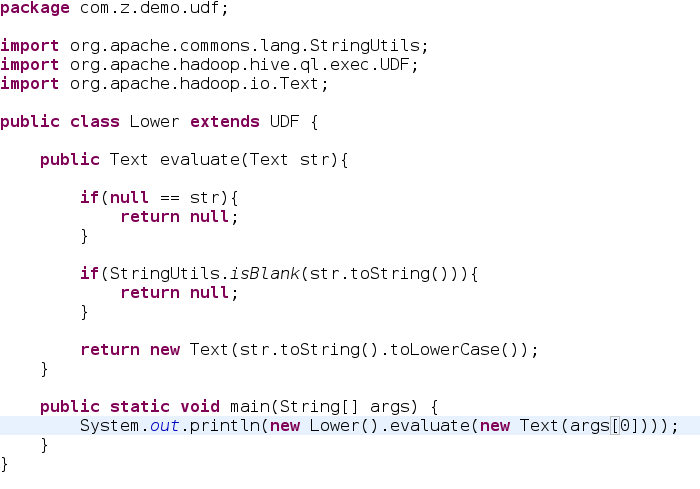 package com.z.demo.udf;
import org.apache.commons.lang.StringUtils;
import org.apache.hadoop.hive.ql.exec.UDF;
import org.apache.hadoop.io.Text;
public class Lower extends UDF {
public Text evaluate(Text str){
if(null == str){
return null;
}
if(StringUtils.isBlank(str.toString())){
return null;
}
return new Text(str.toString().toLowerCase());
}
public static void main(String[] args) {
System.out.println(new Lower().evaluate(new Text(args[0])));
}
}